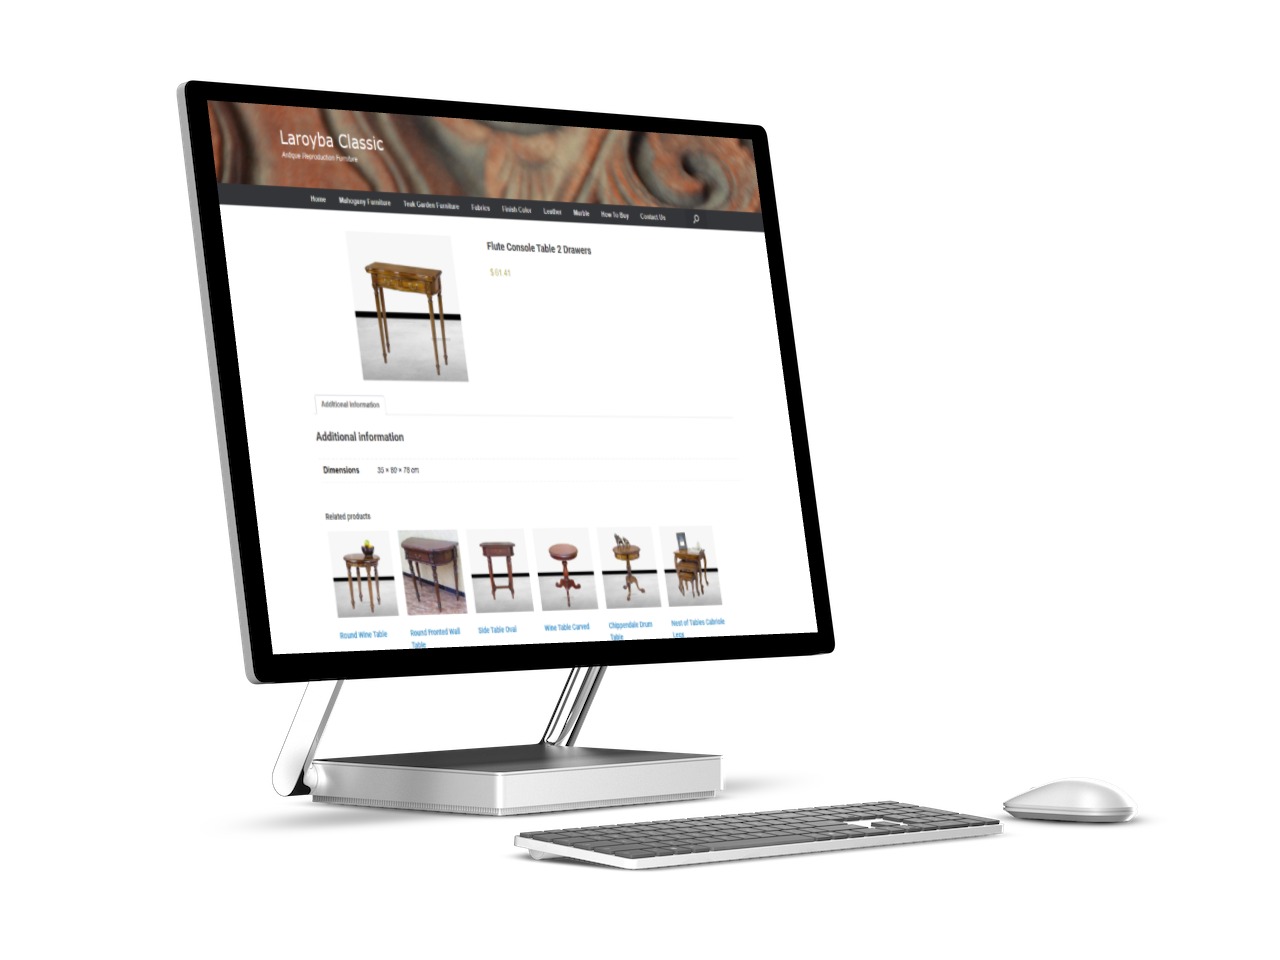 Laroyba Classic
Antique Reproduction Furniture
Home Mahogany Furniture Teak Garden Furniture Fabrics Finish Color Leather Marble How To Buy Contact Us
Flute Console Table 2 Drawers
$ 61.41
Additional information
Additional information
Dimensions 35 × 80 × 78 cm
Related products
Round Wine Table
Round Fronted Wall
Table
Side Table Oval
Wine Table Carved
Chippendale Drum
Table
Nest of Tables Cabriole
Legs